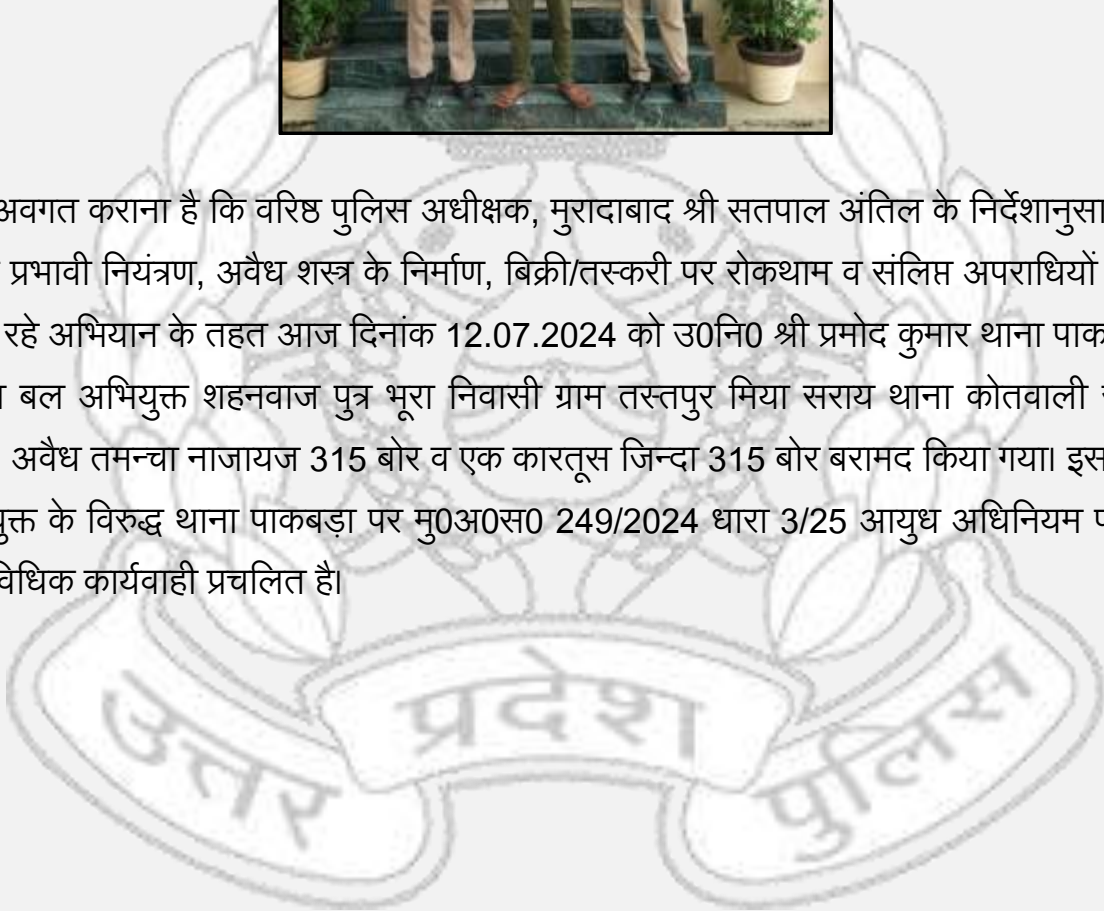 अवगत कराना है कि वरिष्ठ पुलिस अधीक्षक, मुरादाबाद श्री सतपाल अंतिल के निर्देशानुसा
प्रभावी नियंत्रण, अवैध शस्त्र के निर्माण, बिक्री/तस्करी पर रोकथाम व संलिप्त अपराधियों
रहे अभियान के तहत आज दिनांक 12.07.2024 को उ0नि0 श्री प्रमोद कुमार थाना पाक
बल अभियुक्त शहनवाज पुत्र भूरा निवासी ग्राम तस्तपुर मिया सराय थाना कोतवाली
अवैध तमन्चा नाजायज 315 बोर व एक कारतूस जिन्दा 315 बोर बरामद किया गया। इस
युक्त के विरुद्ध थाना पाकबड़ा पर मु0अ0स0 249/2024 धारा 3/25 आयुध अधिनियम प
विधिक कार्यवाही प्रचलित है।
उत्तर प्रदेश पुलिस